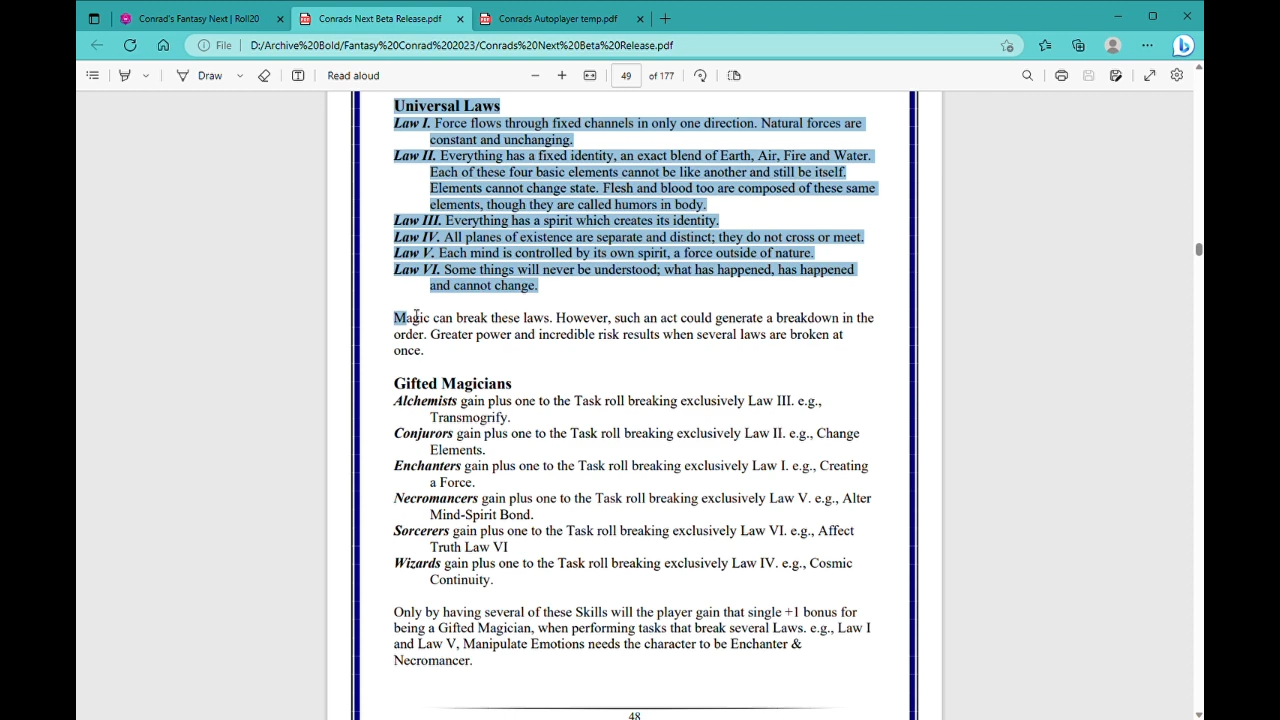 Conrad's Fantasy Next | Roll20
Conrads Next Beta Release.pdf
Conrads Autoplayer temp.pdf
File
D:/Archive%20Bold/Fantasy%20Conrad%202023/Conrads%20Next%20Beta%20Release.pdf
Draw
Read aloud
49 of 177
Universal Laws
Law I. Force flows through fixed channels in only one direction. Natural forces are
constant and unchanging.
Law II. Everything has a fixed identity, an exact blend of Earth, Air, Fire and Water.
Each of these four basic elements cannot be like another and still be itself.
Elements cannot change state. Flesh and blood too are composed of these same
elements, though they are called humors in body.
Law III. Everything has a spirit which creates its identity.
Law IV. All planes of existence are separate and distinct; they do not cross or meet.
Law V. Each mind is controlled by its own spirit, a force outside of nature.
Law VI. Some things will never be understood; what has happened, has happened
and cannot change.
Magic can break these laws. However, such an act could generate a breakdown in the
order. Greater power and incredible risk results when several laws are broken at
once.
Gifted Magicians
Alchemists gain plus one to the Task roll breaking exclusively Law III. e.g.,
Transmogrify.
Conjurors gain plus one to the Task roll breaking exclusively Law II. e.g., Change
Elements.
Enchanters gain plus one to the Task roll breaking exclusively Law I. e.g., Creating
a Force.
Necromancers gain plus one to the Task roll breaking exclusively Law V. e.g., Alter
Mind-Spirit Bond.
Sorcerers gain plus one to the Task roll breaking exclusively Law VI. e.g., Affect
Truth Law VI
Wizards gain plus one to the Task roll breaking exclusively Law IV. e.g., Cosmic
Continuity.
Only by having several of these Skills will the player gain that single +1 bonus for
being a Gifted Magician, when performing tasks that break several Laws. e.g., Law I
and Law V, Manipulate Emotions needs the character to be Enchanter &
Necromancer.
48